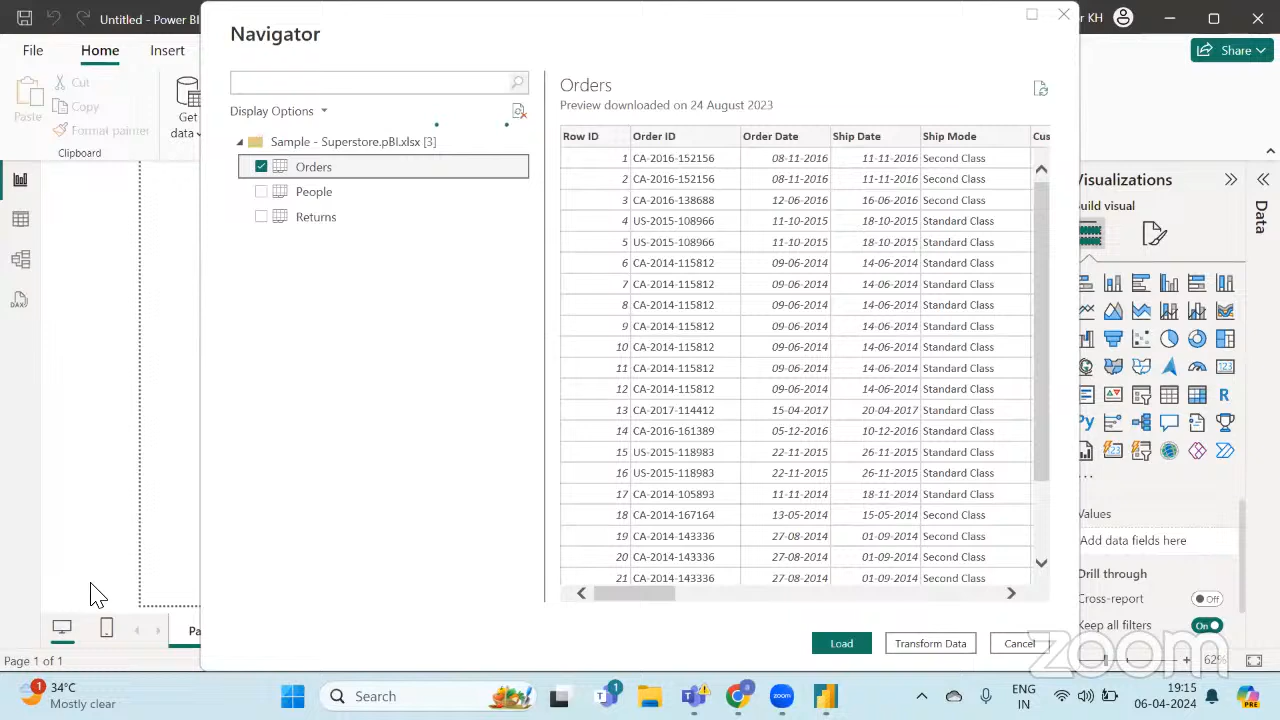 Untitled - Power BI
KH
File
Home
Insert
Share
Paste
Cut
Copy
Format painter
Clipboard
Get
data
Navigator
Display Options
Sample - Superstore.pBI.xlsx [3]
Orders
People
Returns
Orders
Preview downloaded on 24 August 2023
Row ID Order ID Order Date Ship Date Ship Mode Cus
1 CA-2016-152156 08-11-2016 11-11-2016 Second Class
2 CA-2016-152156 08-11-2016 11-11-2016 Second Class
3 CA-2016-138688 12-06-2016 16-06-2016 Second Class
4 US-2015-108966 11-10-2015 18-10-2015 Standard Class
5 US-2015-108966 11-10-2015 18-10-2015 Standard Class
6 CA-2014-115812 09-06-2014 14-06-2014 Standard Class
7 CA-2014-115812 09-06-2014 14-06-2014 Standard Class
8 CA-2014-115812 09-06-2014 14-06-2014 Standard Class
9 CA-2014-115812 09-06-2014 14-06-2014 Standard Class
10 CA-2014-115812 09-06-2014 14-06-2014 Standard Class
11 CA-2014-115812 09-06-2014 14-06-2014 Standard Class
12 CA-2014-115812 09-06-2014 14-06-2014 Standard Class
13 CA-2017-114412 15-04-2017 20-04-2017 Standard Class
14 CA-2016-161389 05-12-2016 10-12-2016 Standard Class
15 US-2015-118983 22-11-2015 26-11-2015 Standard Class
16 US-2015-118983 22-11-2015 26-11-2015 Standard Class
17 CA-2014-105893 11-11-2014 18-11-2014 Standard Class
18 CA-2014-167164 13-05-2014 15-05-2014 Second Class
19 CA-2014-143336 27-08-2014 01-09-2014 Second Class
20 CA-2014-143336 27-08-2014 01-09-2014 Second Class
21 CA-2014-143336 27-08-2014 01-09-2014 Second Class
Load
Transform Data
Cancel
Visualizations
Build visual
Data
123
R
Py
123
...
Values
Add data fields here
Drill through
Cross-report
Off
Keep all filters
On
DAX
Pa
Page 1 of 1
62%
zoom
1
34°C
Mostly clear
Search
1
a
zoom
ENG
IN
19:15
06-04-2024
PRE